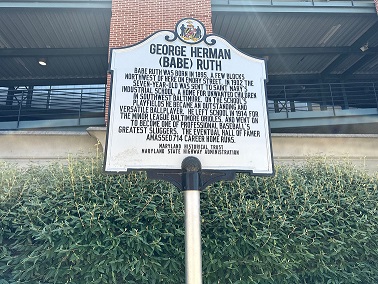 GEORGE HERMAN
(BABE) RUTH
BABE RUTH WAS BORN IN 1895, A FEW BLOCKS
NORTHWEST OF HERE ON EMORY STREET. IN 1902, THE
SEVEN-YEAR-OLD WAS SENT TO SAINT MARY'S
INDUSTRIAL SCHOOL, A HOME FOR UNWANTED CHILDREN
IN SOUTHWEST BALTIMORE. ON THE SCHOOL'S
PLAYFIELDS HE BECAME AN OUTSTANDING AND
VERSATILE BALLPLAYER. HE LEFT SCHOOL IN 1914 FOR
THE MINOR LEAGUE BALTIMORE ORIOLES, AND WENT ON
TO BECOME ONE OF PROFESSIONAL BASEBALL'S
GREATEST SLUGGERS. THE EVENTUAL HALL OF FAMER
AMASSED 714 CAREER HOME RUNS.
MARYLAND HISTORICAL TRUST
MARYLAND STATE HIGHWAY ADMINISTRATION